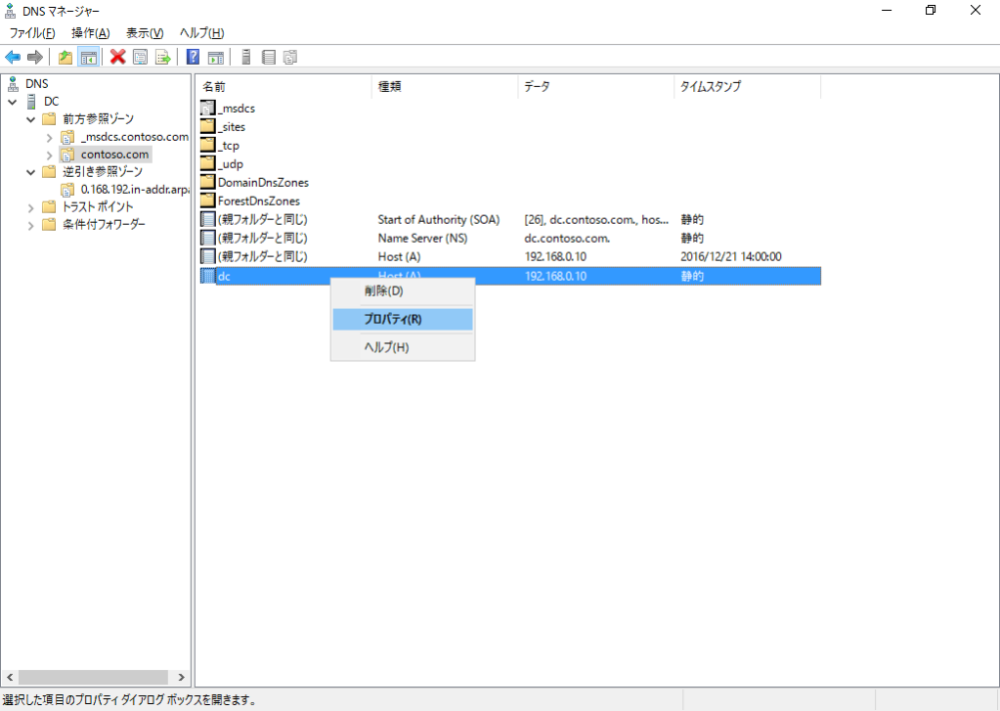 DNS マネージャー
ファイル(F) 操作(A) 表示(V) ヘルプ(H)
DNS
DC
前方参照ゾーン
_msdcs.contoso.com
contoso.com
逆引き参照ゾーン
0.168.192.in-addr.arpa
トラスト ポイント
条件付フォワーダー
名前 種類 データ タイムスタンプ
_msdcs
_sites
_tcp
_udp
DomainDnsZones
ForestDnsZones
(親フォルダーと同じ) Start of Authority (SOA) [26], dc.contoso.com., hos... 静的
(親フォルダーと同じ) Name Server (NS) dc.contoso.com. 静的
(親フォルダーと同じ) Host (A) 192.168.0.10 2016/12/21 14:00:00
dc Host (A) 192.168.0.10 静的
削除(D)
プロパティ(R)
ヘルプ(H)
選択した項目のプロパティ ダイアログ ボックスを開きます。